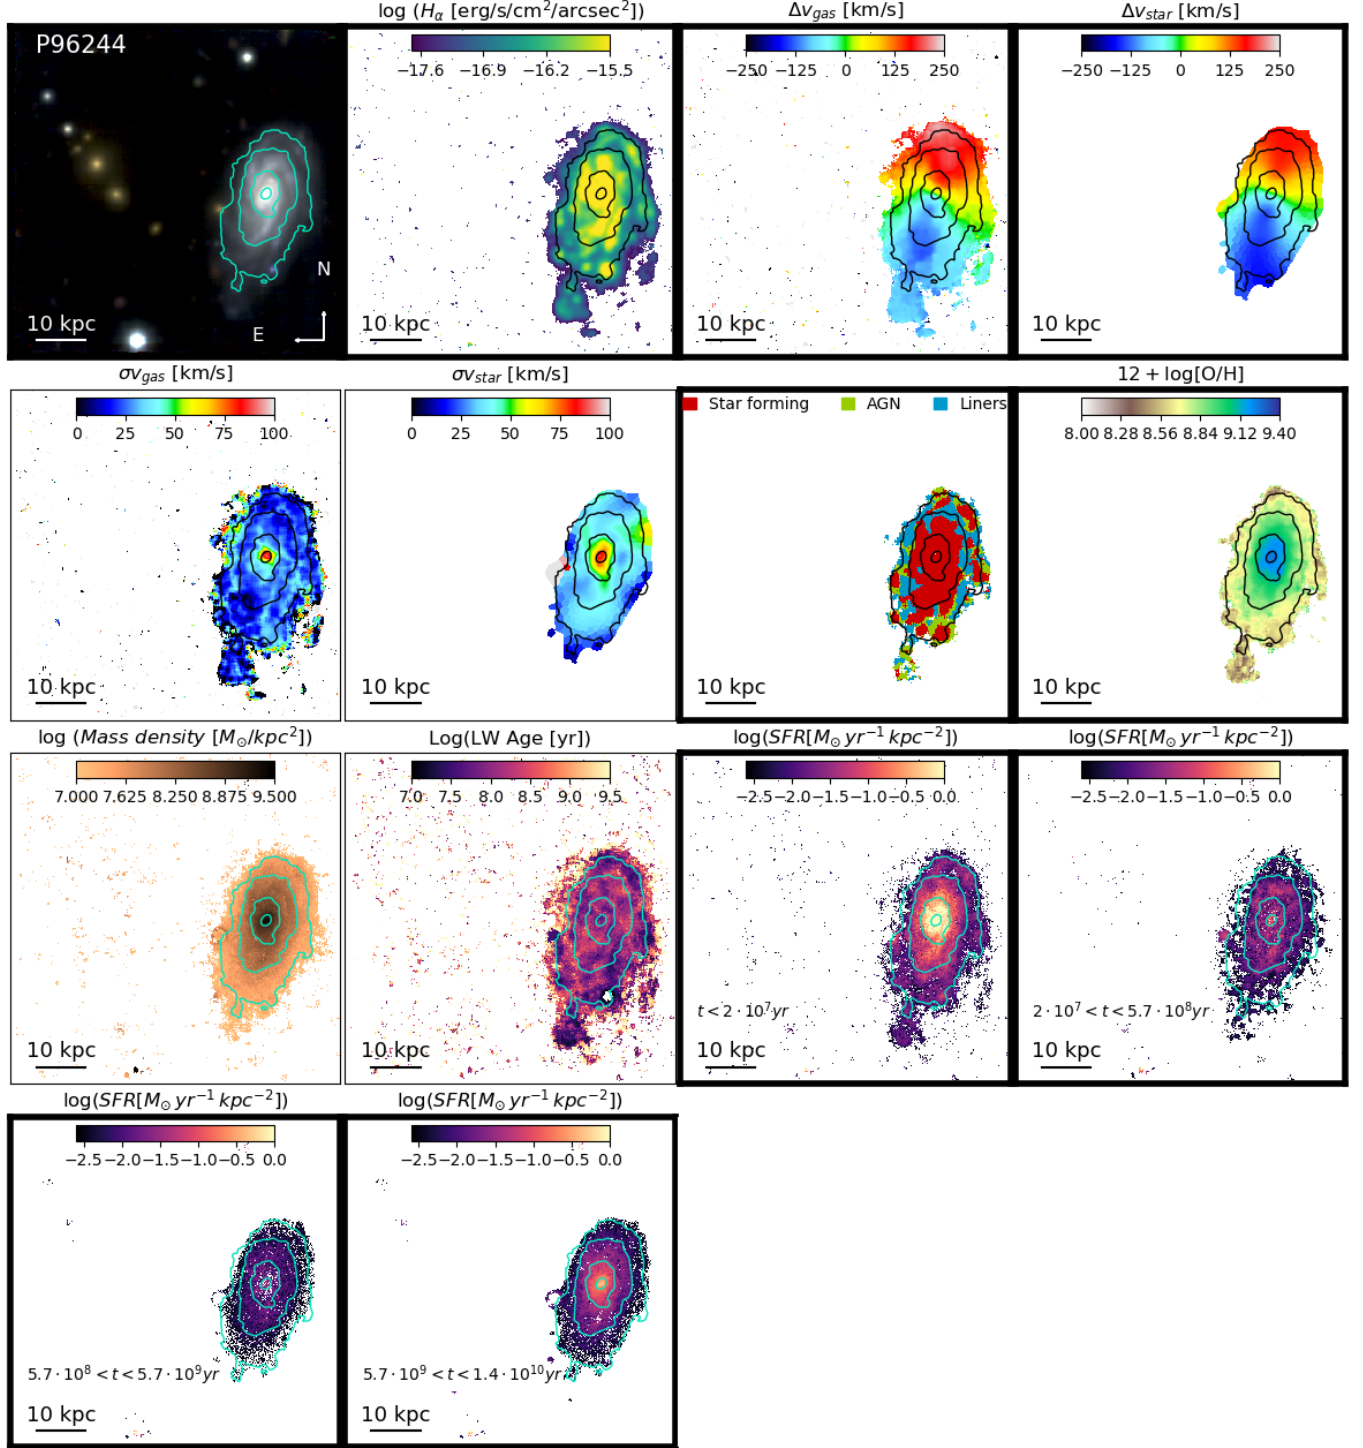 log (Hα [erg/s/cm²/arcsec²])
Δv_gas [km/s]
Δv_star [km/s]
P96244
−17.6 −16.9 −16.2 −15.5
−250 −125 0 125 250
−250 −125 0 125 250
N
E
10 kpc
10 kpc
10 kpc
10 kpc
σv_gas [km/s]
σv_star [km/s]
12 + log[O/H]
0 25 50 75 100
0 25 50 75 100
Star forming AGN Liners
8.00 8.28 8.56 8.84 9.12 9.40
10 kpc
10 kpc
10 kpc
10 kpc
log (Mass density [M⊙/kpc²])
Log(LW Age [yr])
log(SFR[M⊙ yr⁻¹ kpc⁻²])
log(SFR[M⊙ yr⁻¹ kpc⁻²])
7.000 7.625 8.250 8.875 9.500
7.0 7.5 8.0 8.5 9.0 9.5
−2.5 −2.0 −1.5 −1.0 −0.5 0.0
−2.5 −2.0 −1.5 −1.0 −0.5 0.0
t < 2 · 10⁷yr
2 · 10⁷ < t < 5.7 · 10⁸yr
10 kpc
10 kpc
10 kpc
10 kpc
log(SFR[M⊙ yr⁻¹ kpc⁻²])
log(SFR[M⊙ yr⁻¹ kpc⁻²])
−2.5 −2.0 −1.5 −1.0 −0.5 0.0
−2.5 −2.0 −1.5 −1.0 −0.5 0.0
5.7 · 10⁸ < t < 5.7 · 10⁹yr
5.7 · 10⁹ < t < 1.4 · 10¹⁰yr
10 kpc
10 kpc